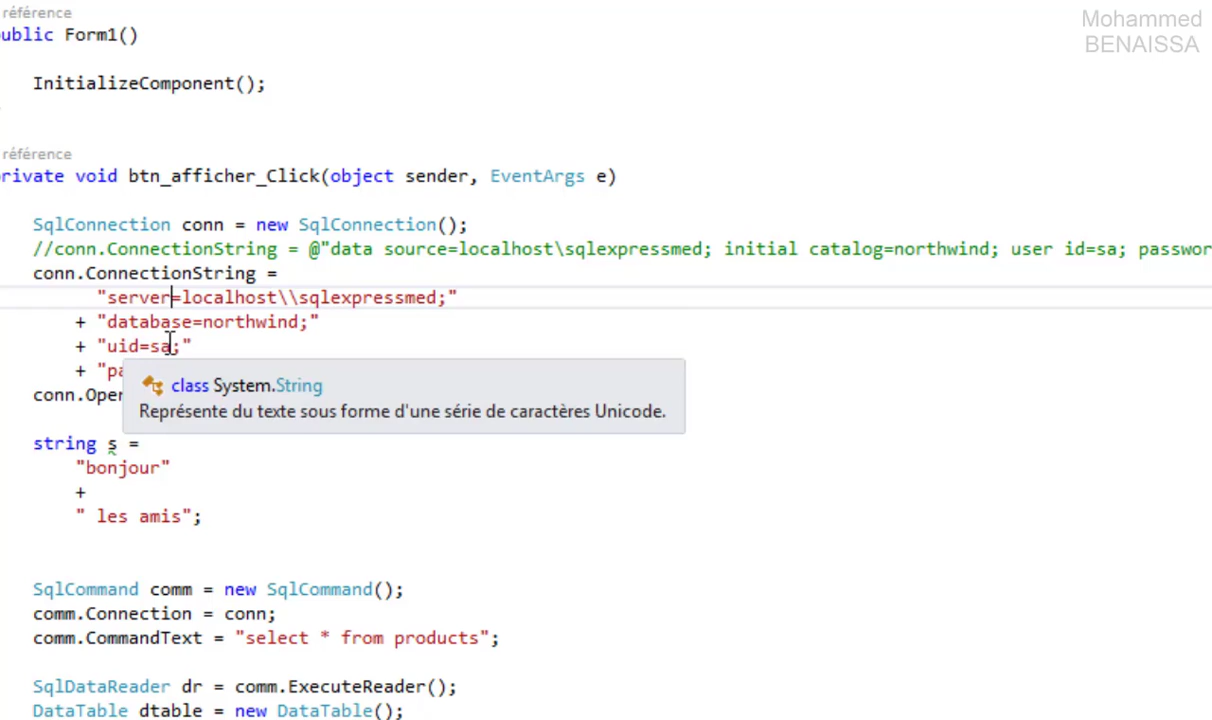 référence
Mohammed
BENAISSA
ublic Form1()
InitializeComponent();
référence
rivate void btn_afficher_Click(object sender, EventArgs e)
SqlConnection conn = new SqlConnection();
//conn.ConnectionString = @"data source=localhost\sqlexpressmed; initial catalog=northwind; user id=sa; passwor
conn.ConnectionString =
"server=localhost\\sqlexpressmed;"
+ "database=northwind;"
+ "uid=sa;"
+ "pa
class System.String
conn.Oper
Représente du texte sous forme d'une série de caractères Unicode.
string s =
"bonjour"
+
" les amis";
SqlCommand comm = new SqlCommand();
comm.Connection = conn;
comm.CommandText = "select * from products";
SqlDataReader dr = comm.ExecuteReader();
DataTable dtable = new DataTable();